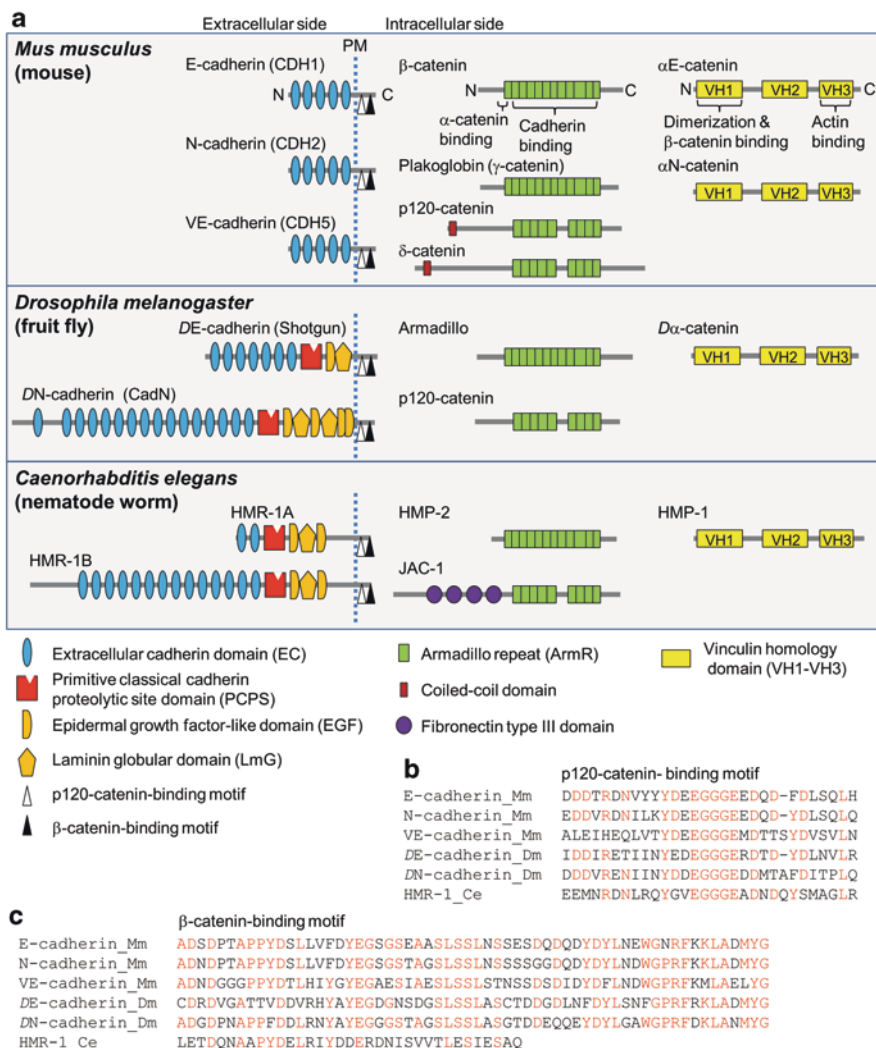 a
Extracellular side Intracellular side
PM
Mus musculus
(mouse)
E-cadherin (CDH1)
N C
β-catenin
N C
α-catenin
binding
Cadherin
binding
αE-catenin
N VH1 VH2 VH3 C
Dimerization &
β-catenin binding
Actin
binding
N-cadherin
(CDH2)
Plakoglobin (γ-catenin)
αN-catenin
VH1 VH2 VH3
VE-cadherin (CDH5)
p120-catenin
δ-catenin
Drosophila melanogaster
(fruit fly)
DE-cadherin (Shotgun)
Armadillo
Dα-catenin
VH1 VH2 VH3
DN-cadherin (CadN)
p120-catenin
Caenorhabditis elegans
(nematode worm)
HMR-1A
HMP-2
HMP-1
VH1 VH2 VH3
HMR-1B
JAC-1
Extracellular cadherin domain (EC)
Primitive classical cadherin
proteolytic site domain (PCPS)
Epidermal growth factor-like domain (EGF)
Laminin globular domain (LmG)
p120-catenin-binding motif
β-catenin-binding motif
Armadillo repeat (ArmR)
Coiled-coil domain
Fibronectin type III domain
Vinculin homology
domain (VH1-VH3)
b
p120-catenin- binding motif
E-cadherin_Mm DDDTRDNVYYYDEEGGGEEDQD-FDLSQLH
N-cadherin_Mm EDDVRDNILKYDEEGGGEEDQD-YDLSQLQ
VE-cadherin_Mm ALEIHEQLVTYDEEGGGEMDTTSYDVSVLN
DE-cadherin_Dm IDDIRETIINYEDEGGGERDTD-YDLNVLR
DN-cadherin_Dm DDDVRENIINYDDEGGGEDDMTAFDITPLQ
HMR-1_Ce EEMNRDNLRQYGVEGGGEADNDQYSMAGLR
c
β-catenin-binding motif
E-cadherin_Mm ADSDPTAPPYDSLLVFDYEGSGSEAASLSSLNSSESDQDQDYDYLNEWGNRFKKLADMYG
N-cadherin_Mm ADNDPTAPPYDSLLVFDYEGSGSTAGSLSSLNSSSSGGDQDYDYLNDWGPRFKKLADMYG
VE-cadherin_Mm ADNDGGGPPYDTLHIYGYEGAESIAESLSSLSTNSSDSDIDYDFLNDWGPRFKMLAELYG
DE-cadherin_Dm CDRDVGATTVDDVRHYAYEGDGNSDGSLSSLASCTDDGDLNFDYLSNFGPRFRKLADMYG
DN-cadherin_Dm ADGDPNAPPFDDLRNYAYEGGGSTAGSLSSLASGTDDEQQEYDYLGAWGPRFDKLANMYG
HMR-1_Ce LETDQNAAPYDELRIYDDERDNISVVTLESIESAQ